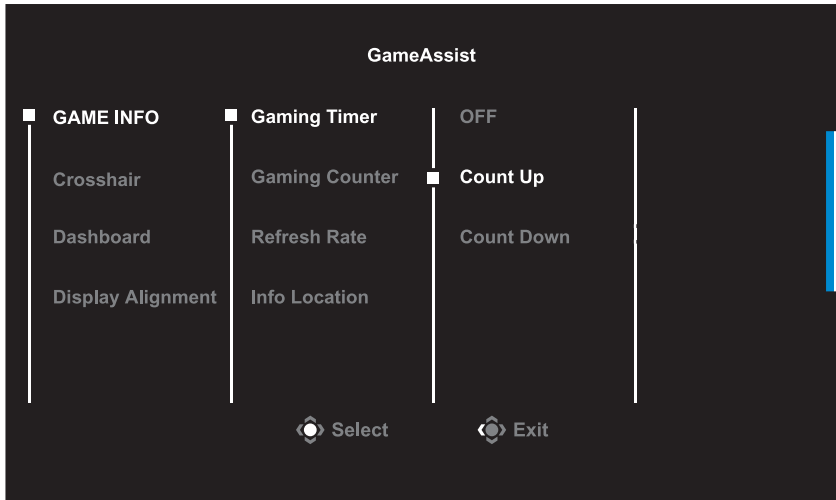 GameAssist
GAME INFO
Crosshair
Dashboard
Display Alignment
Gaming Timer
Gaming Counter
Refresh Rate
Info Location
OFF
Count Up
Count Down
Select
Exit